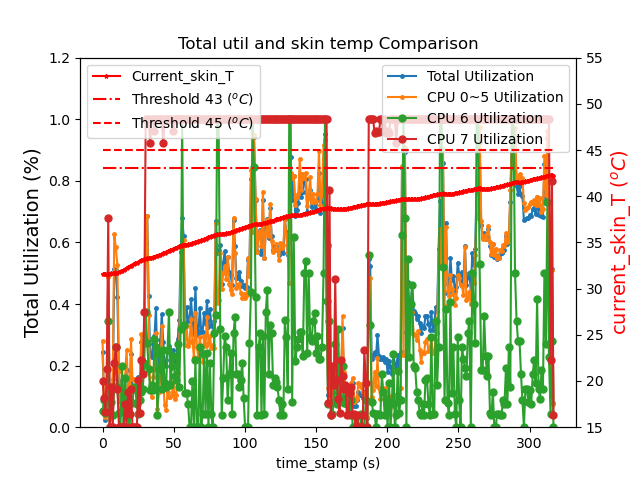 Total util and skin temp Comparison
Current_skin_T
Threshold 43 (°C)
Threshold 45 (°C)
Total Utilization
CPU 0~5 Utilization
CPU 6 Utilization
CPU 7 Utilization
Total Utilization (%)
1.2
1.0
0.8
0.6
0.4
0.2
0.0
55
50
45
40
35
30
25
20
15
current_skin_T (°C)
0 50 100 150 200 250 300
time_stamp (s)